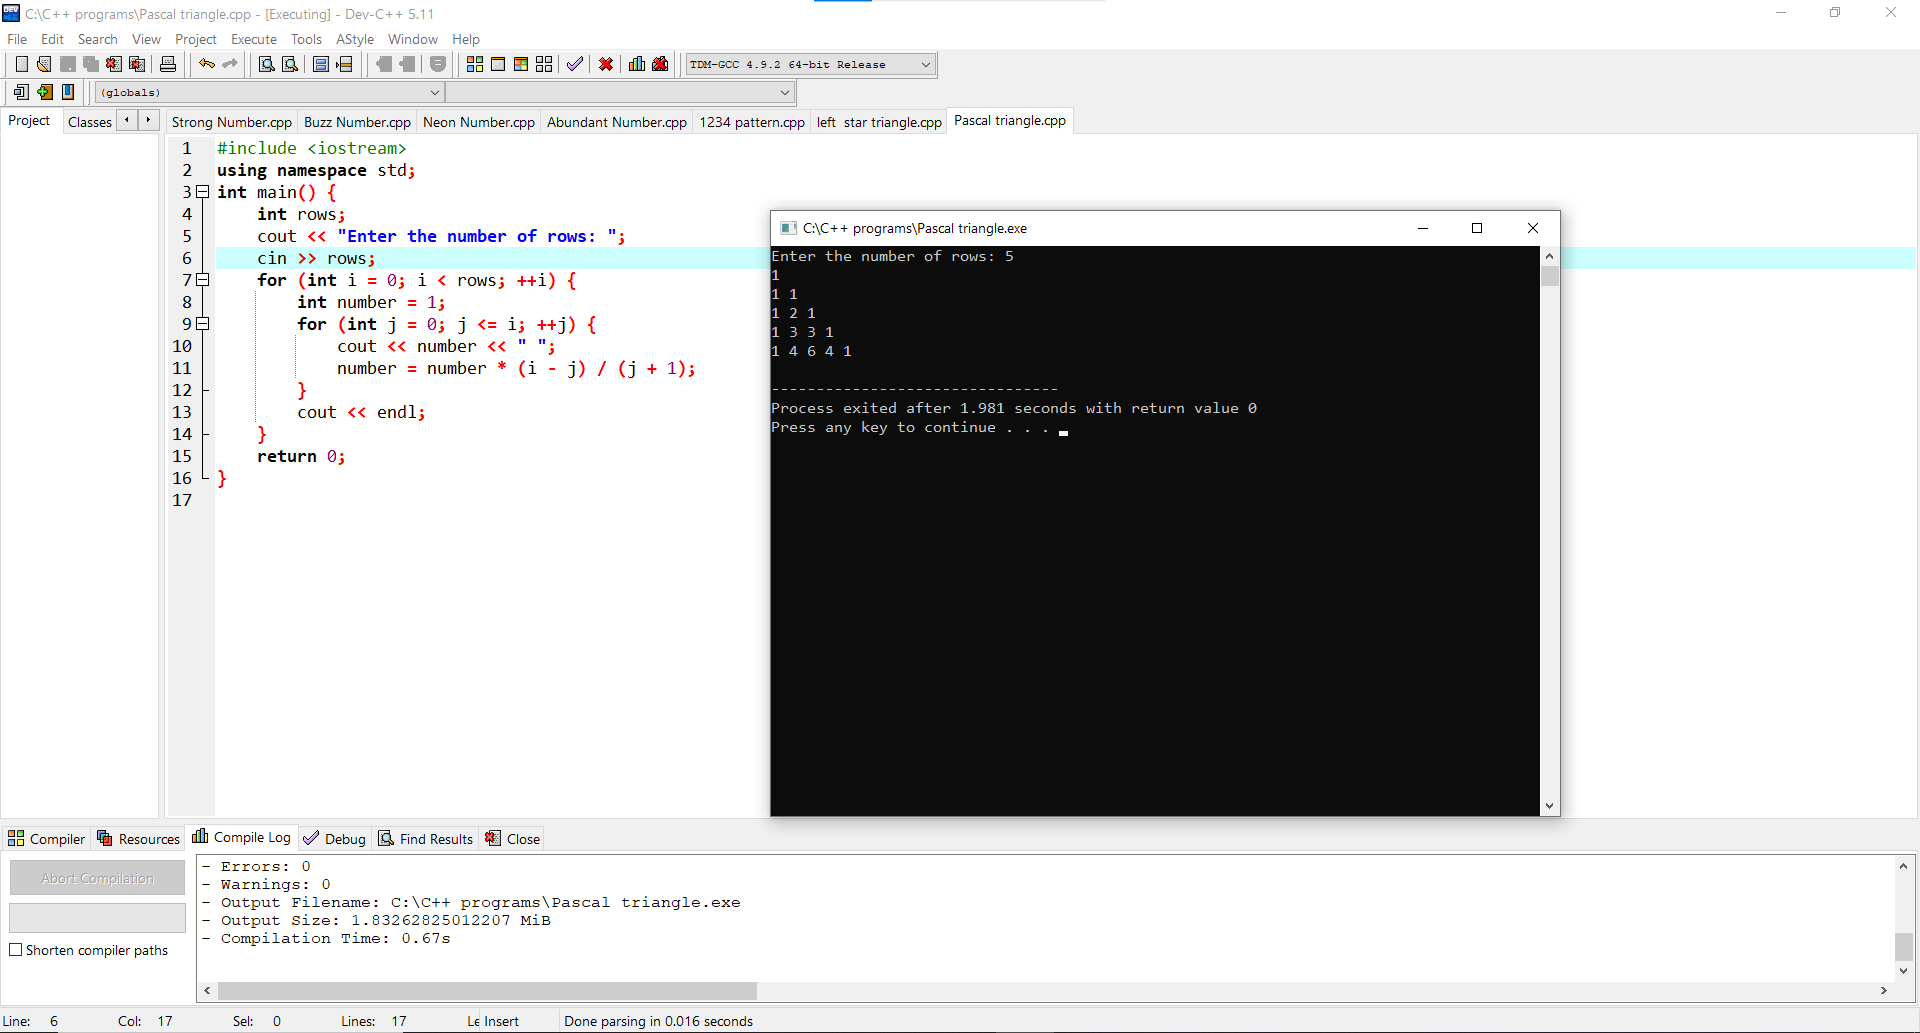 C:\C++ programs\Pascal triangle.cpp - [Executing] - Dev-C++ 5.11
File Edit Search View Project Execute Tools AStyle Window Help
TDM-GCC 4.9.2 64-bit Release
(globals)
Project Classes Strong Number.cpp Buzz Number.cpp Neon Number.cpp Abundant Number.cpp 1234 pattern.cpp left star triangle.cpp Pascal triangle.cpp
1 #include <iostream>
2 using namespace std;
3 int main() {
4 int rows;
5 cout << "Enter the number of rows: ";
6 cin >> rows;
7 for (int i = 0; i < rows; ++i) {
8 int number = 1;
9 for (int j = 0; j <= i; ++j) {
10 cout << number << " ";
11 number = number * (i - j) / (j + 1);
12 }
13 cout << endl;
14 }
15 return 0;
16 }
17
C:\C++ programs\Pascal triangle.exe
Enter the number of rows: 5
1
1 1
1 2 1
1 3 3 1
1 4 6 4 1
--------------------------------
Process exited after 1.981 seconds with return value 0
Press any key to continue . . .
Compiler Resources Compile Log Debug Find Results Close
Abort Compilation
Shorten compiler paths
- Errors: 0
- Warnings: 0
- Output Filename: C:\C++ programs\Pascal triangle.exe
- Output Size: 1.83262825012207 MiB
- Compilation Time: 0.67s
Line: 6 Col: 17 Sel: 0 Lines: 17 Le Insert Done parsing in 0.016 seconds